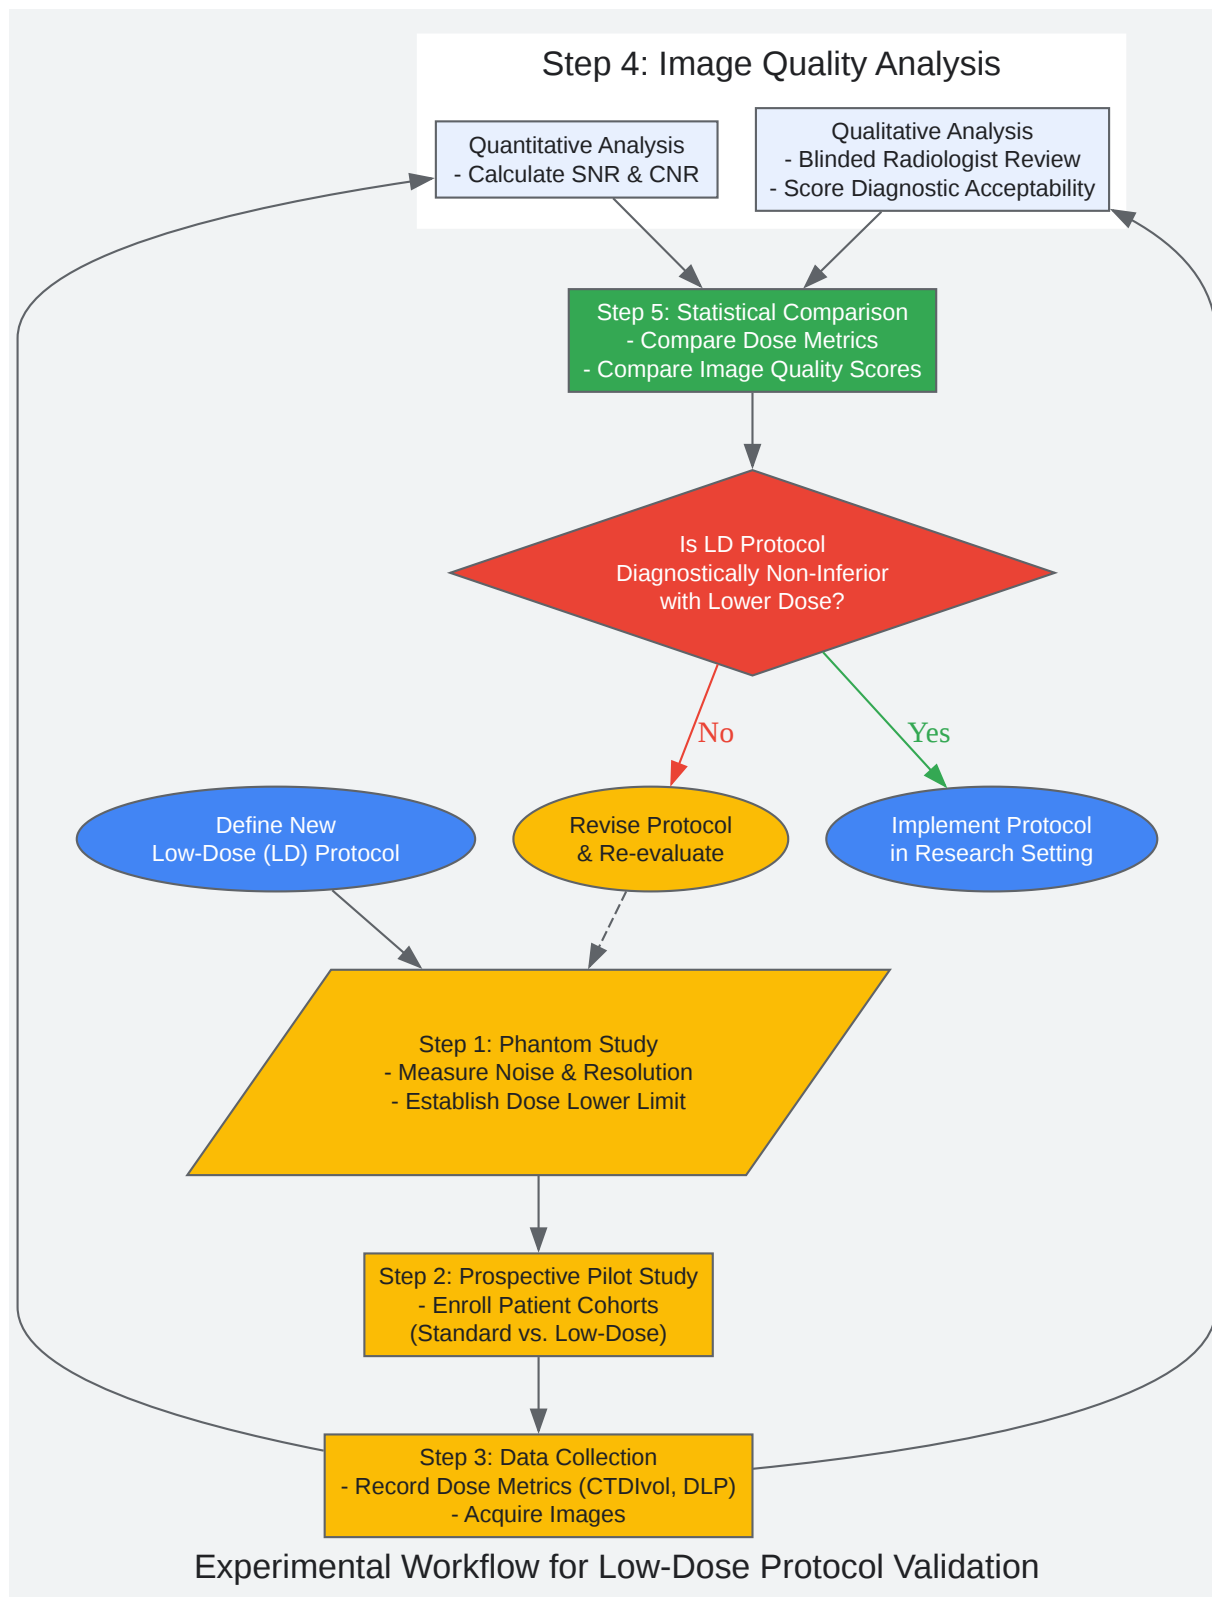 Step 4: Image Quality Analysis
Quantitative Analysis
- Calculate SNR & CNR
Qualitative Analysis
- Blinded Radiologist Review
- Score Diagnostic Acceptability
Step 5: Statistical Comparison
- Compare Dose Metrics
- Compare Image Quality Scores
Is LD Protocol
Diagnostically Non-Inferior
with Lower Dose?
No
Yes
Define New
Low-Dose (LD) Protocol
Revise Protocol
& Re-evaluate
Implement Protocol
in Research Setting
Step 1: Phantom Study
- Measure Noise & Resolution
- Establish Dose Lower Limit
Step 2: Prospective Pilot Study
- Enroll Patient Cohorts
(Standard vs. Low-Dose)
Step 3: Data Collection
- Record Dose Metrics (CTDIvol, DLP)
- Acquire Images
Experimental Workflow for Low-Dose Protocol Validation